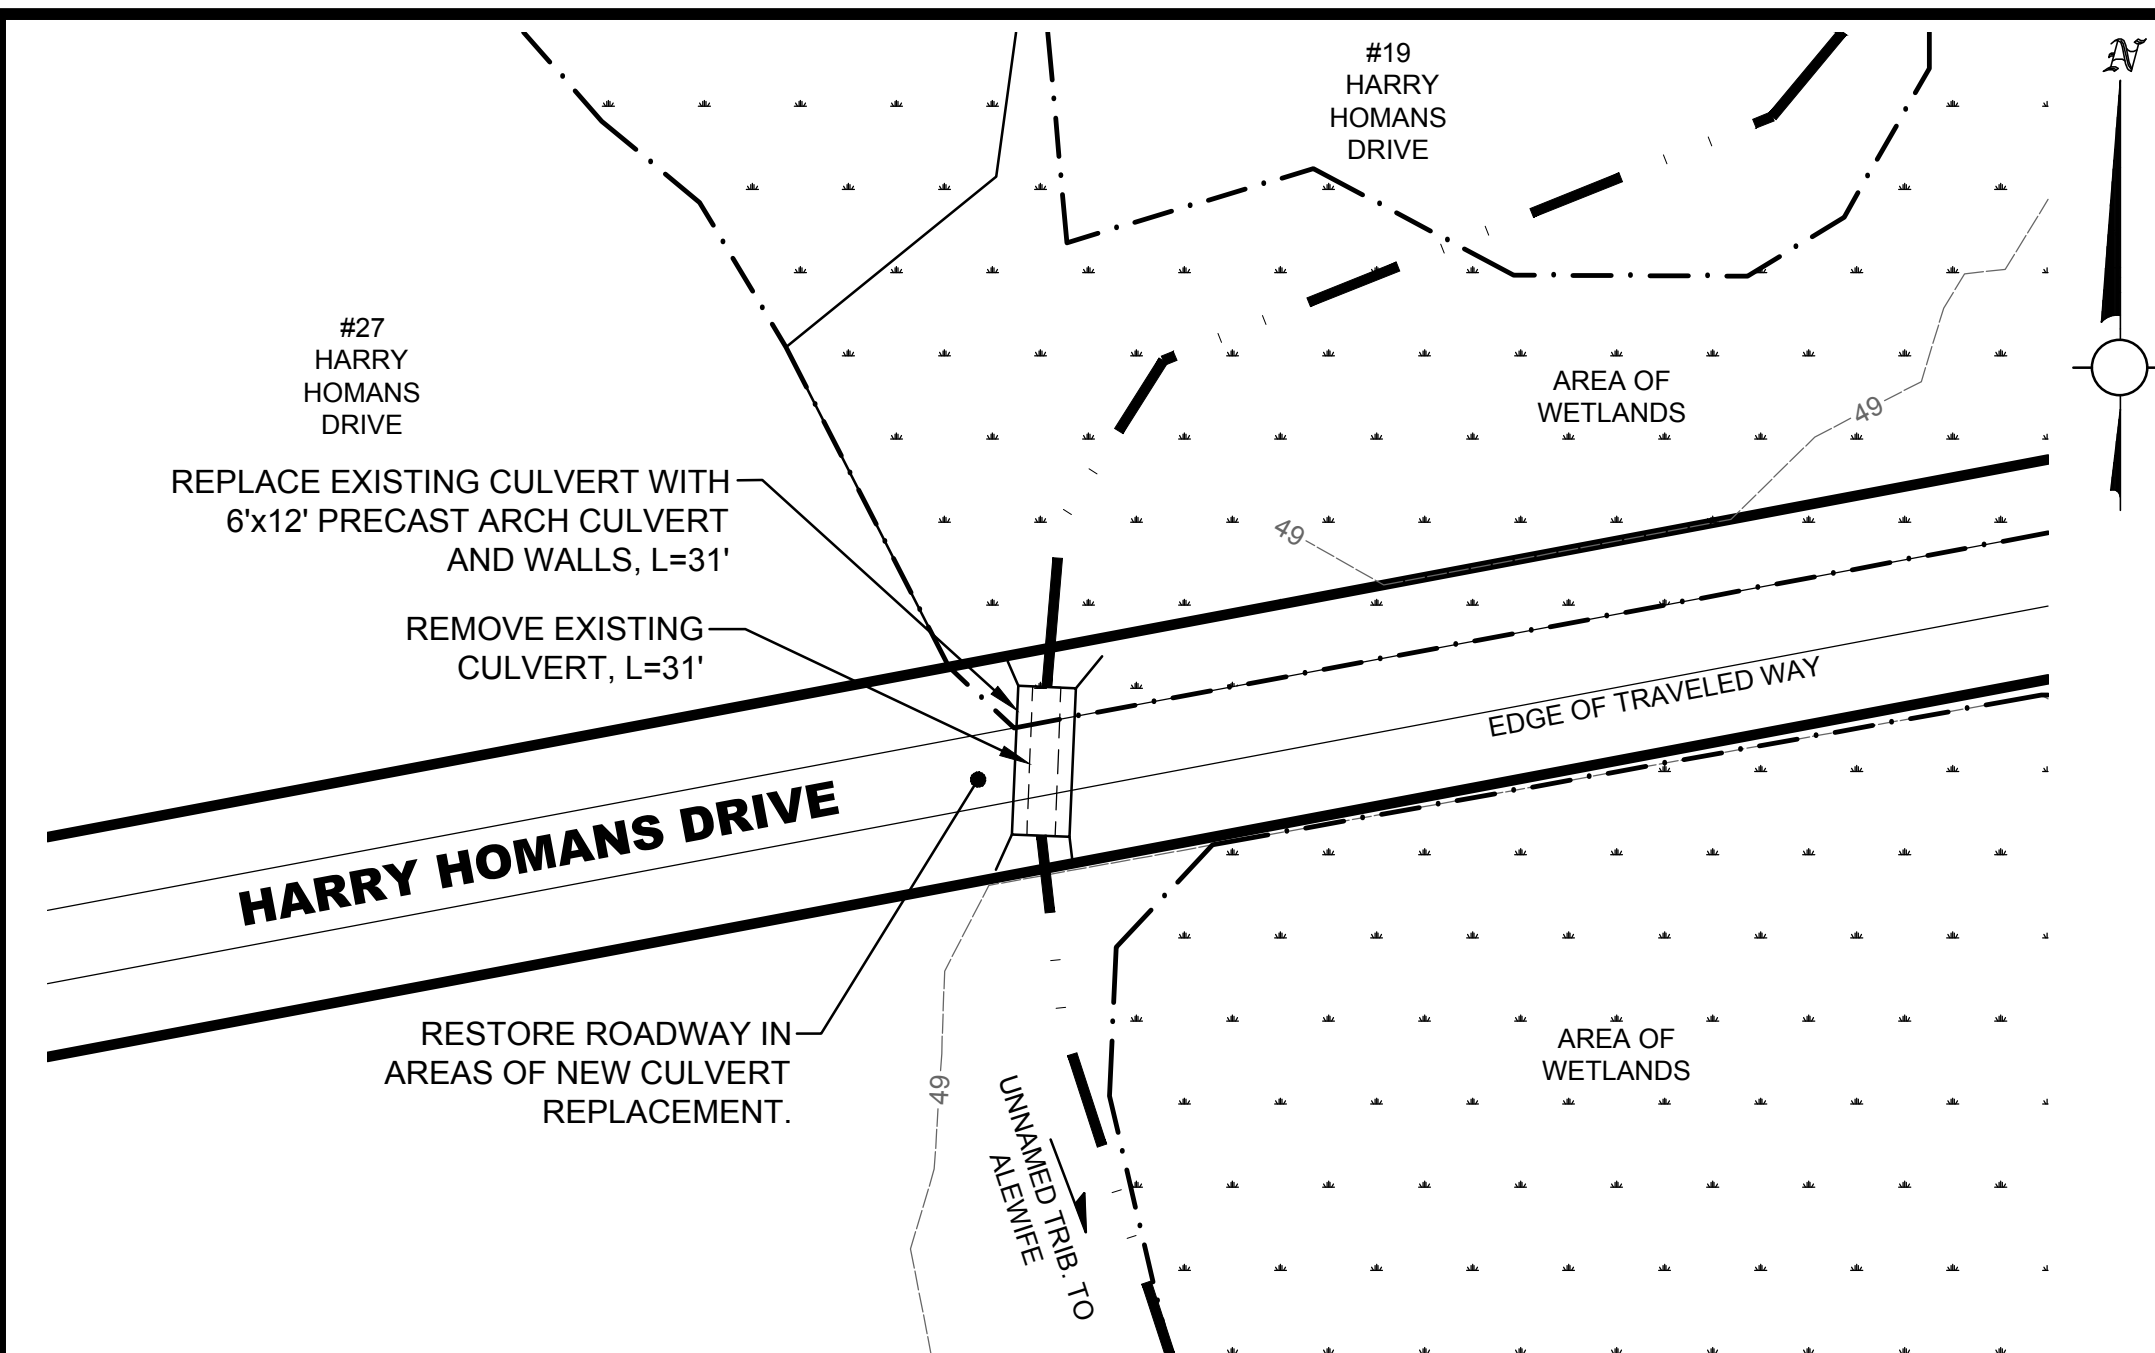 N
#19
HARRY
HOMANS
DRIVE
#27
HARRY
HOMANS
DRIVE
AREA OF
WETLANDS
49
REPLACE EXISTING CULVERT WITH
6'x12' PRECAST ARCH CULVERT
AND WALLS, L=31'
49
REMOVE EXISTING
CULVERT, L=31'
EDGE OF TRAVELED WAY
HARRY HOMANS DRIVE
RESTORE ROADWAY IN
AREAS OF NEW CULVERT
REPLACEMENT.
49
UNNAMED TRIB. TO
ALEWIFE
AREA OF
WETLANDS